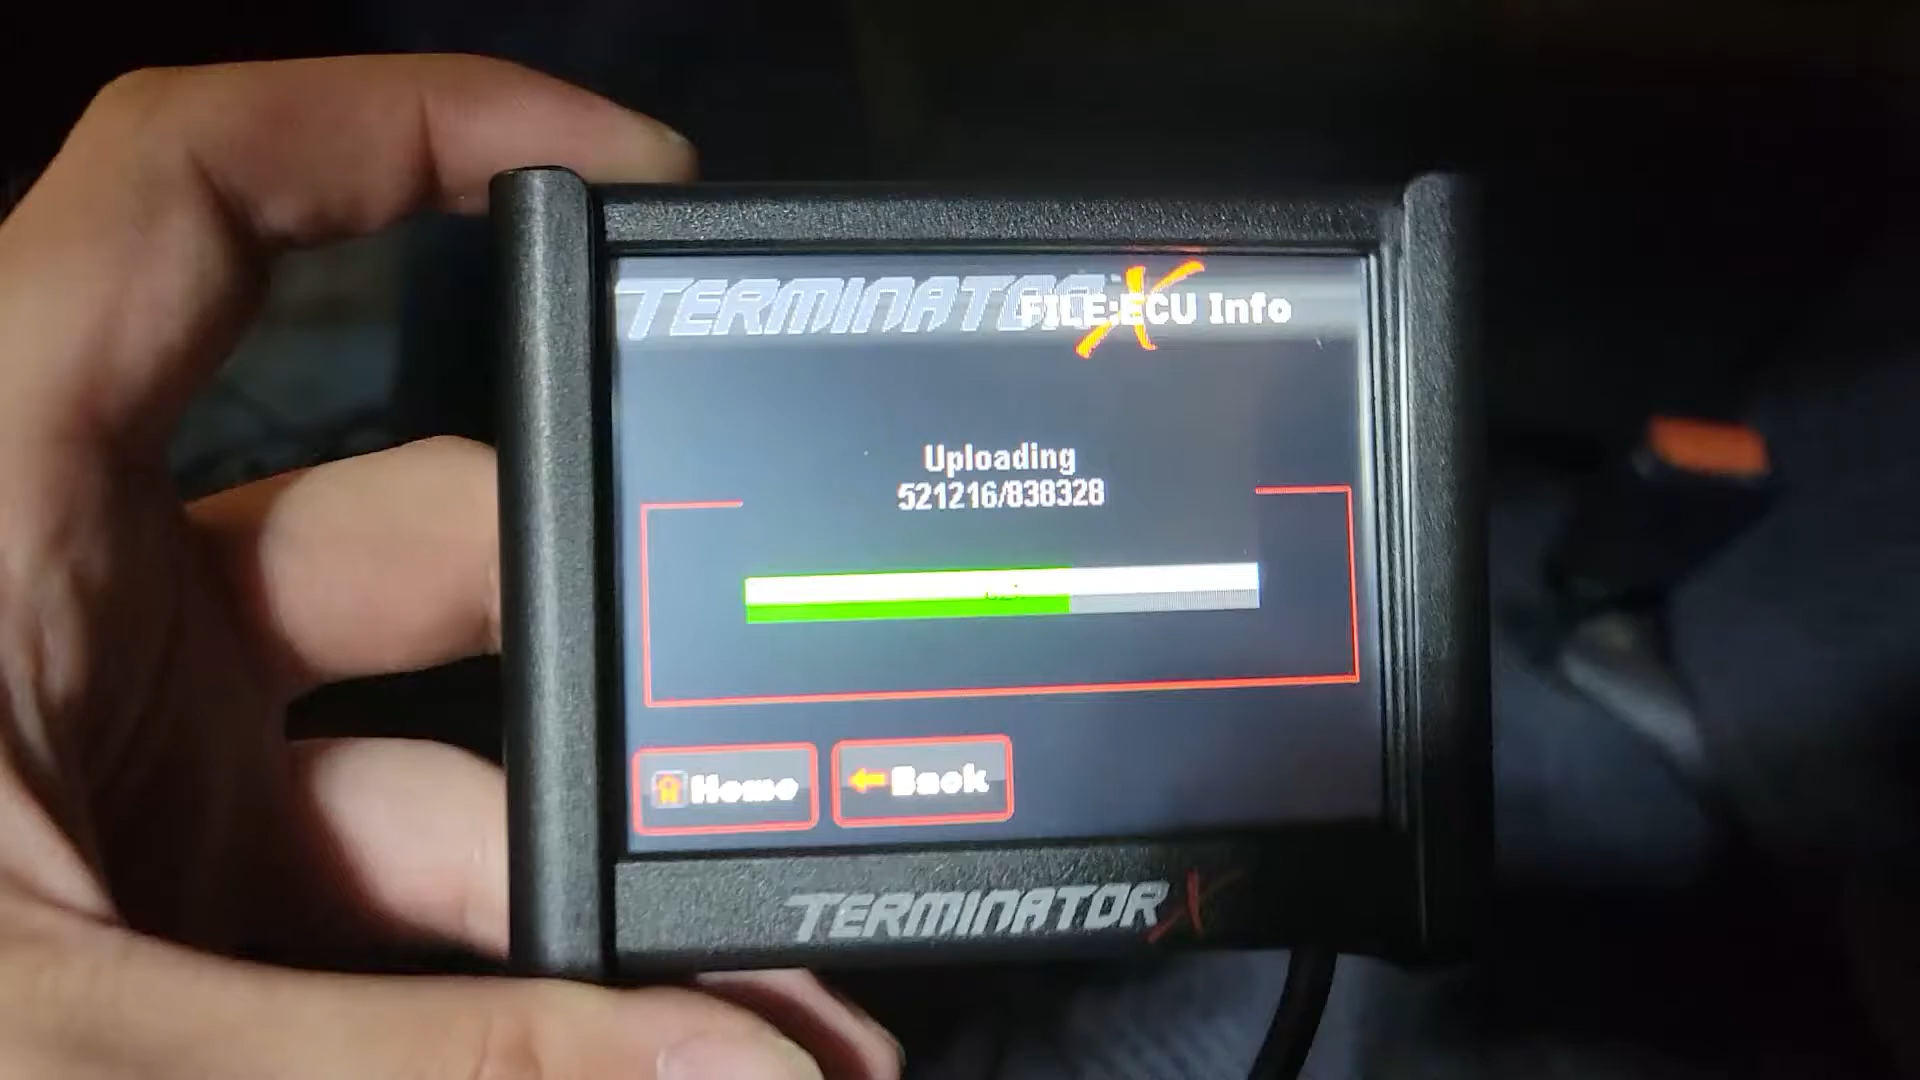 TERMINATOR X
FILE:ECU Info
Uploading
521216/838328
Home
Back
TERMINATOR X